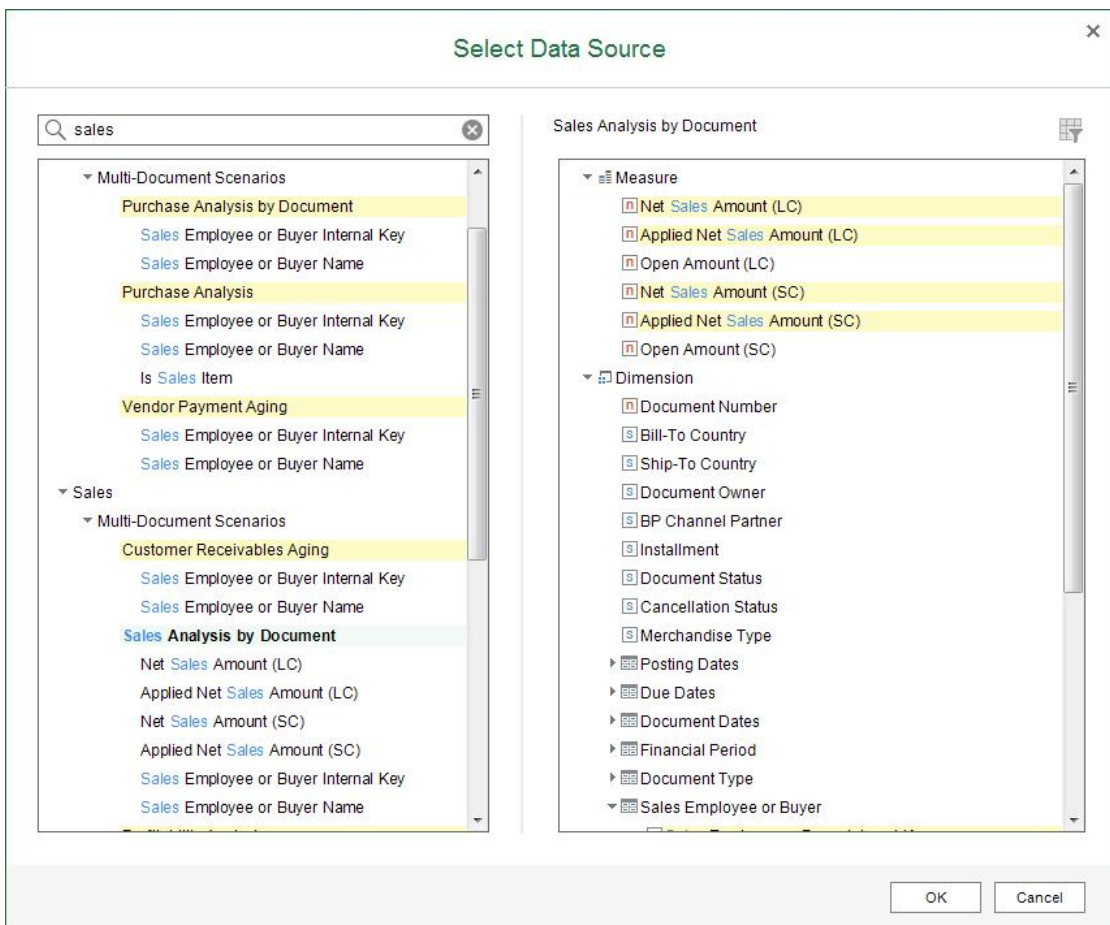 Select Data Source
sales
Multi-Document Scenarios
Purchase Analysis by Document
Sales Employee or Buyer Internal Key
Sales Employee or Buyer Name
Purchase Analysis
Sales Employee or Buyer Internal Key
Sales Employee or Buyer Name
Is Sales Item
Vendor Payment Aging
Sales Employee or Buyer Internal Key
Sales Employee or Buyer Name
Sales
Multi-Document Scenarios
Customer Receivables Aging
Sales Employee or Buyer Internal Key
Sales Employee or Buyer Name
Sales Analysis by Document
Net Sales Amount (LC)
Applied Net Sales Amount (LC)
Net Sales Amount (SC)
Applied Net Sales Amount (SC)
Sales Employee or Buyer Internal Key
Sales Employee or Buyer Name
Sales Analysis by Document
Measure
n Net Sales Amount (LC)
n Applied Net Sales Amount (LC)
n Open Amount (LC)
n Net Sales Amount (SC)
n Applied Net Sales Amount (SC)
n Open Amount (SC)
Dimension
n Document Number
s Bill-To Country
s Ship-To Country
s Document Owner
s BP Channel Partner
s Installment
s Document Status
s Cancellation Status
s Merchandise Type
Posting Dates
Due Dates
Document Dates
Financial Period
Document Type
Sales Employee or Buyer
OK
Cancel